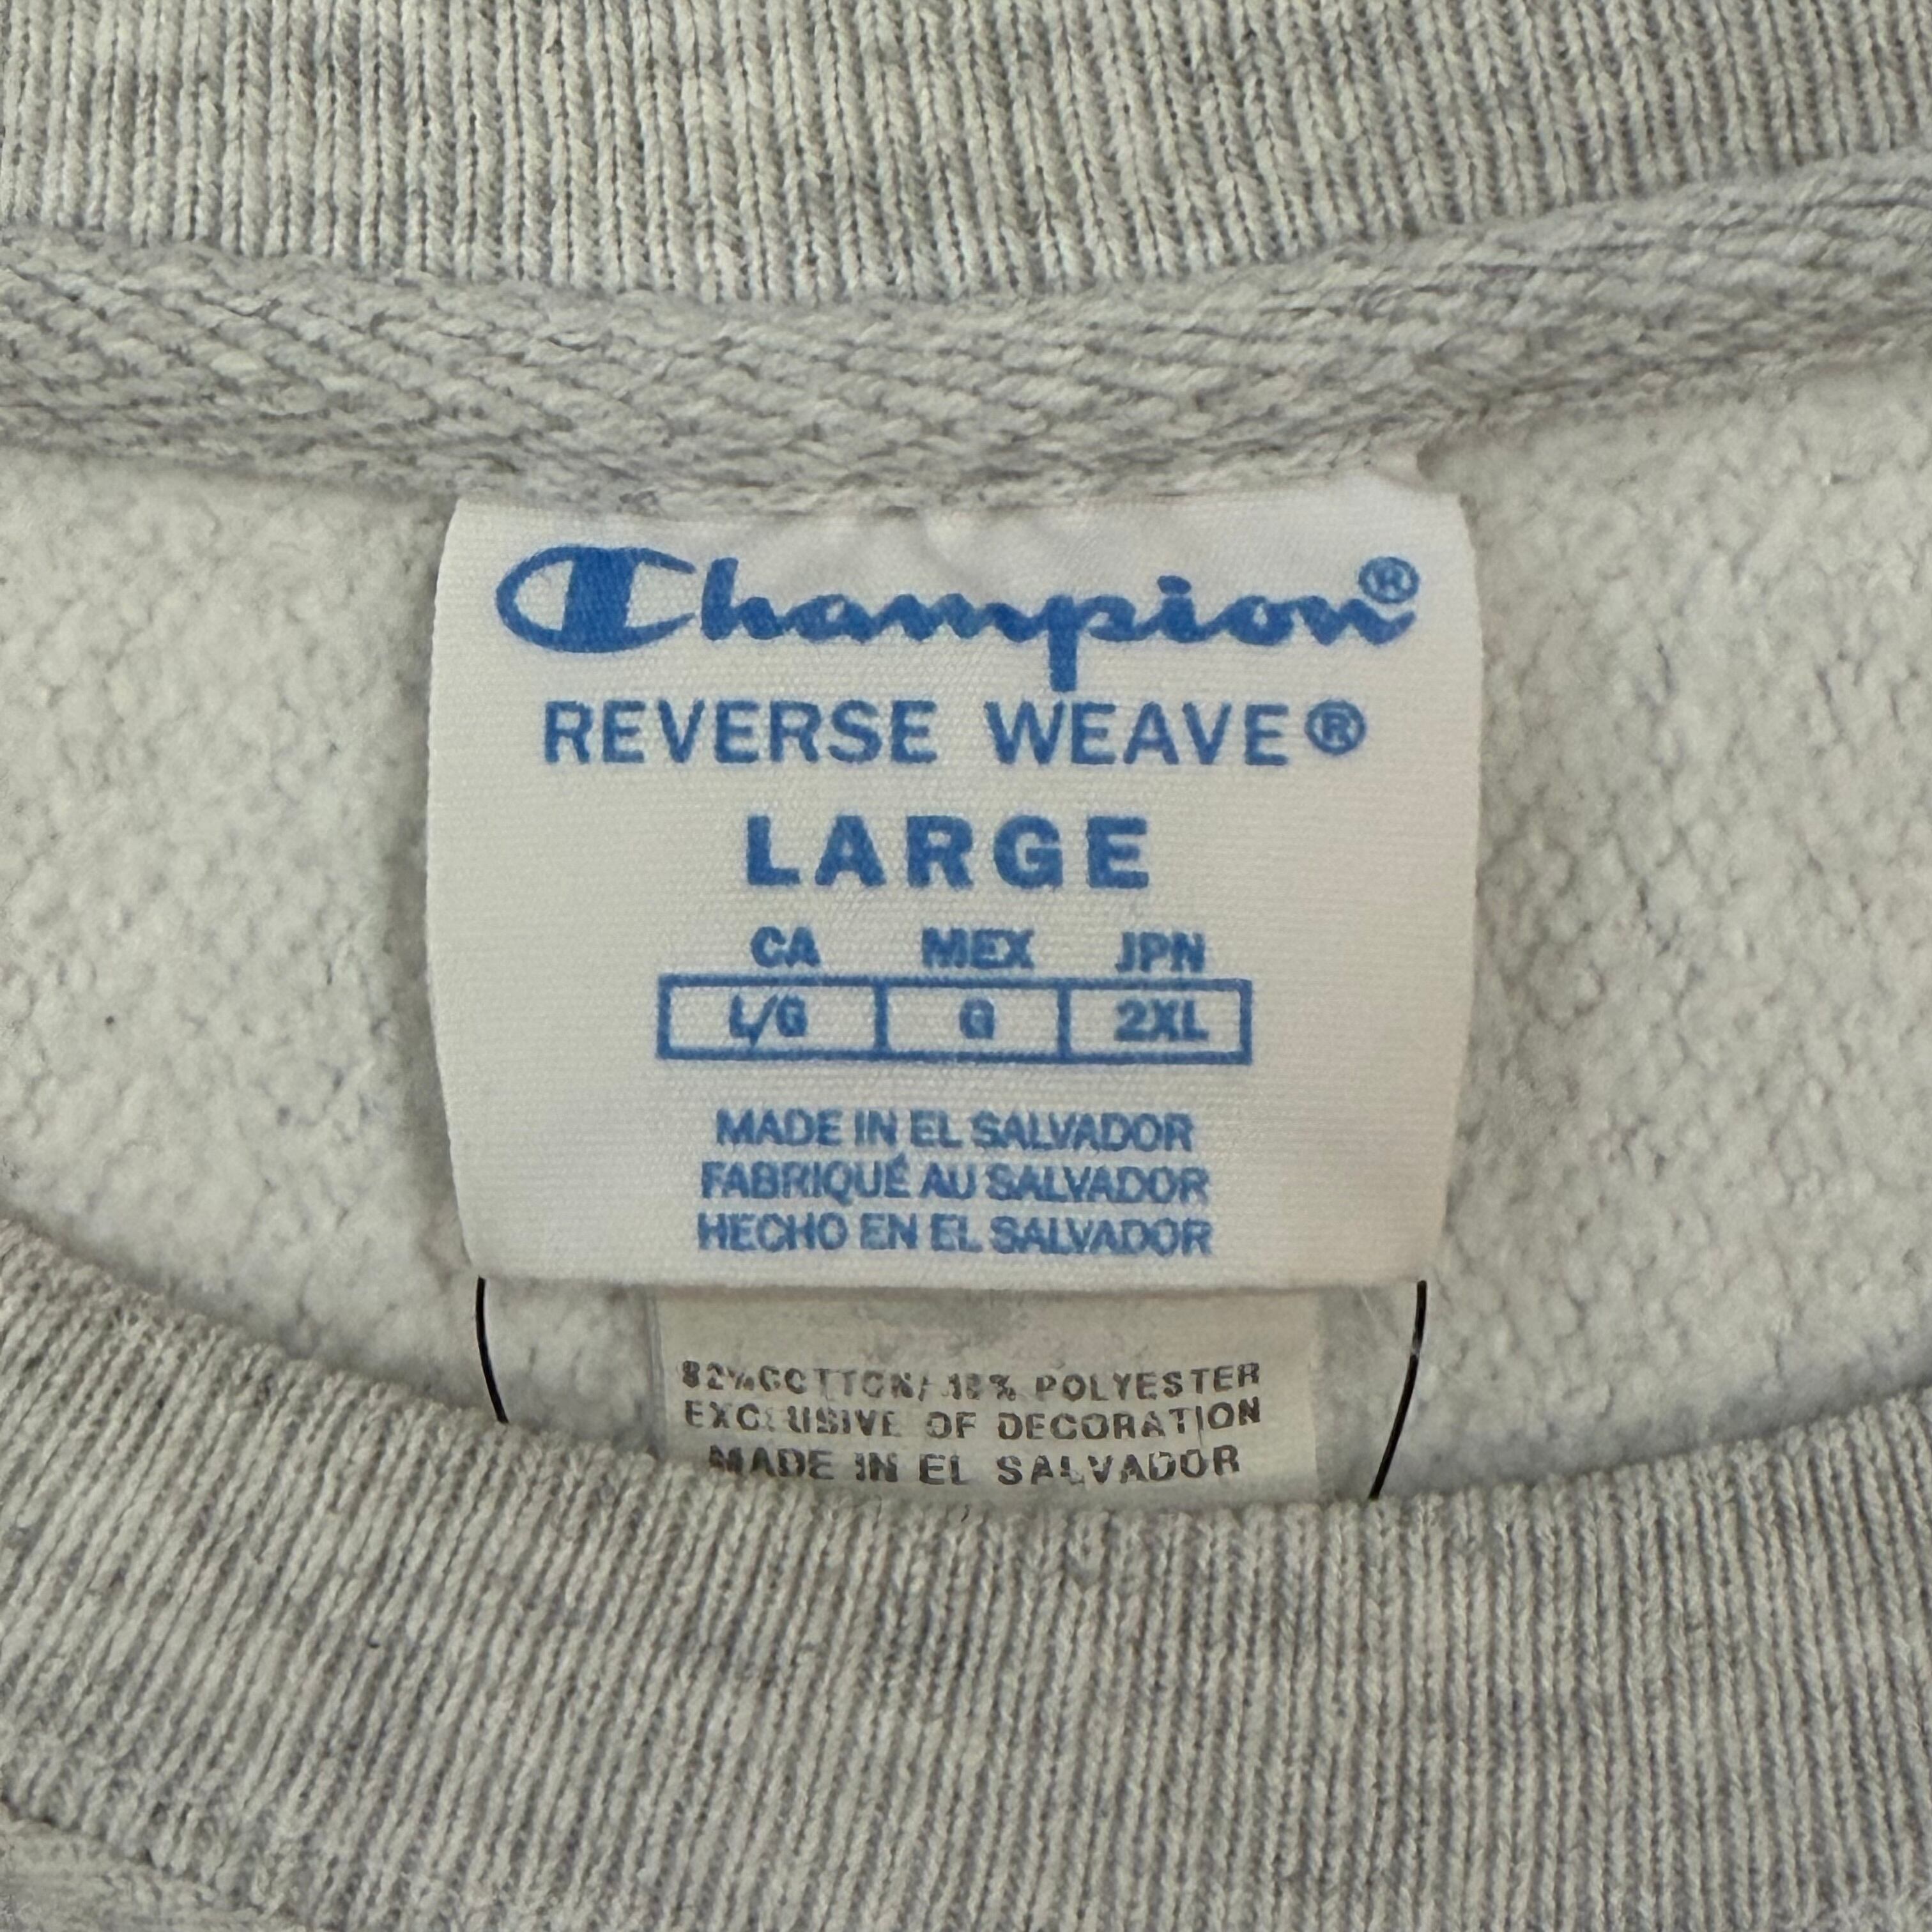 Champion®
REVERSE WEAVE®
LARGE
CA MEX JPN
L/G G 2XL
MADE IN EL SALVADOR
FABRIQUÉ AU SALVADOR
HECHO EN EL SALVADOR
82%COTTON/ 18% POLYESTER
EXCLUSIVE OF DECORATION
MADE IN EL SALVADOR